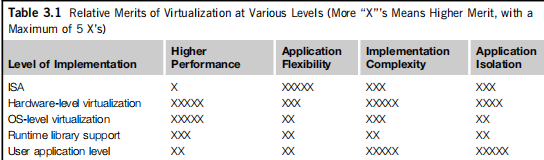 Table 3.1 Relative Merits of Virtualization at Various Levels (More “X”’s Means Higher Merit, with a
Maximum of 5 X’s)
Level of Implementation Higher Performance Application Flexibility Implementation Complexity Application Isolation
ISA X XXXXX XXX XXX
Hardware-level virtualization XXXXX XXX XXXXX XXXX
OS-level virtualization XXXXX XX XXX XX
Runtime library support XXX XX XX XX
User application level XX XX XXXXX XXXXX